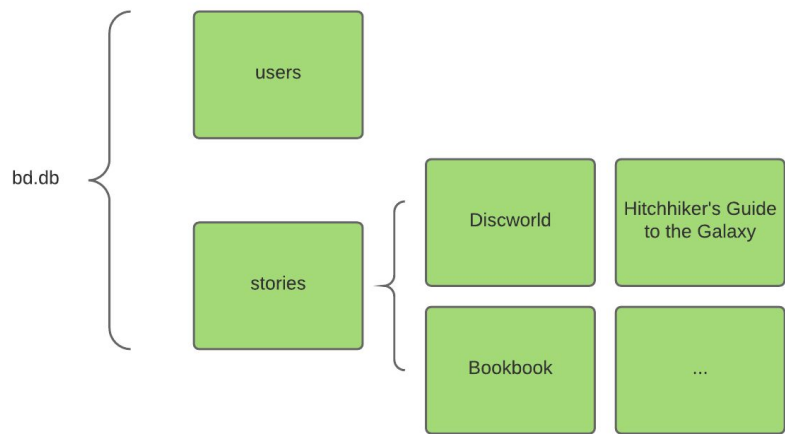 users
bd.db
stories
Discworld
Hitchhiker's Guide
to the Galaxy
Bookbook
...